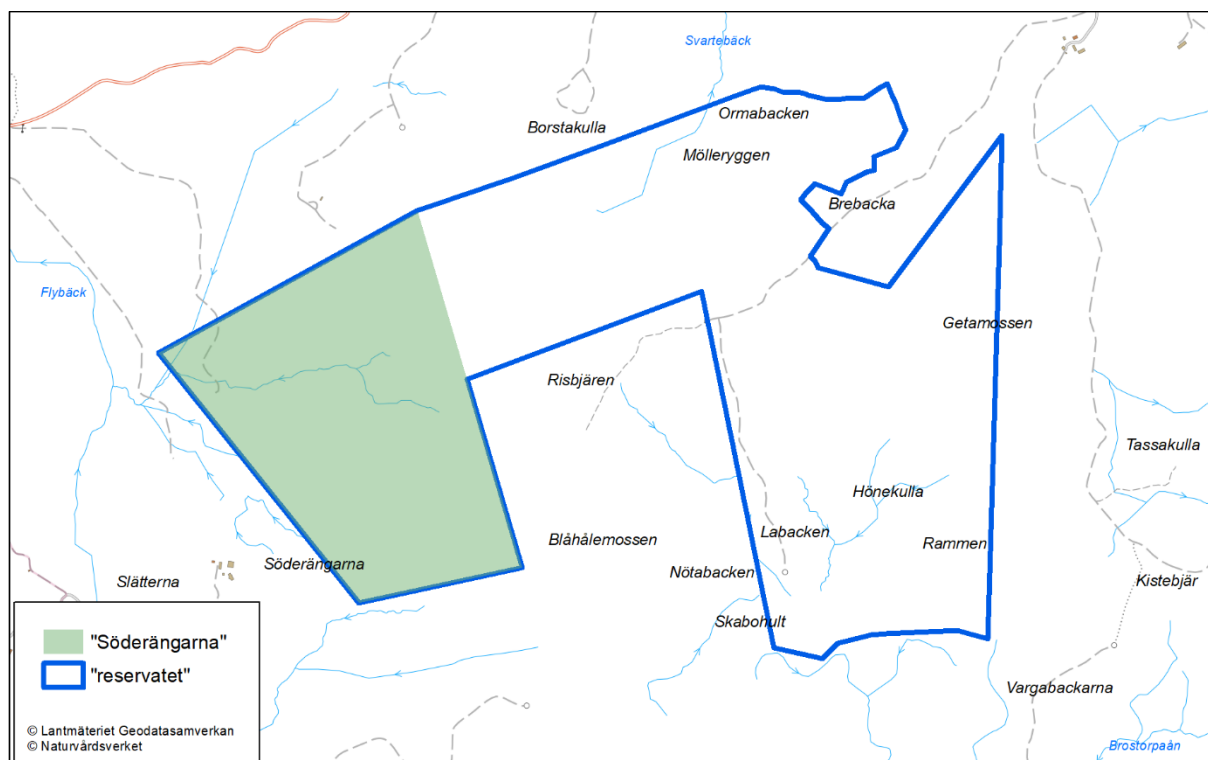 Svartebäck
Ormabacken
Borstakulla
Mölleryggen
Brebacka
Flybäck
Getamossen
Risbjären
Tassakulla
Hönekulla
Labacken
Blåhålemossen
Rammen
Söderängarna
Nötabacken
Slätterna
Kistebjär
Skabohult
Vargabackarna
Brostorpaån
"Söderängarna"
"reservatet"
© Lantmäteriet Geodatasamverkan
© Naturvårdsverket